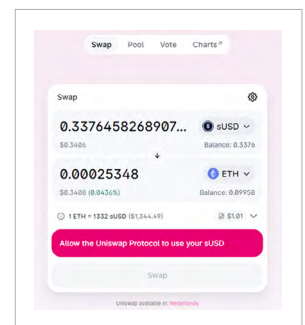 Swap Pool Vote Charts ↗
Swap
0.3376458268907... sUSD
$0.3406 Balance: 0.3376
0.00025348 ETH
$0.3408 (0.0436%) Balance: 0.09958
1 ETH = 1332 sUSD ($1,344.49) $1.01
Allow the Uniswap Protocol to use your sUSD
Swap
Uniswap available in: Nederlands